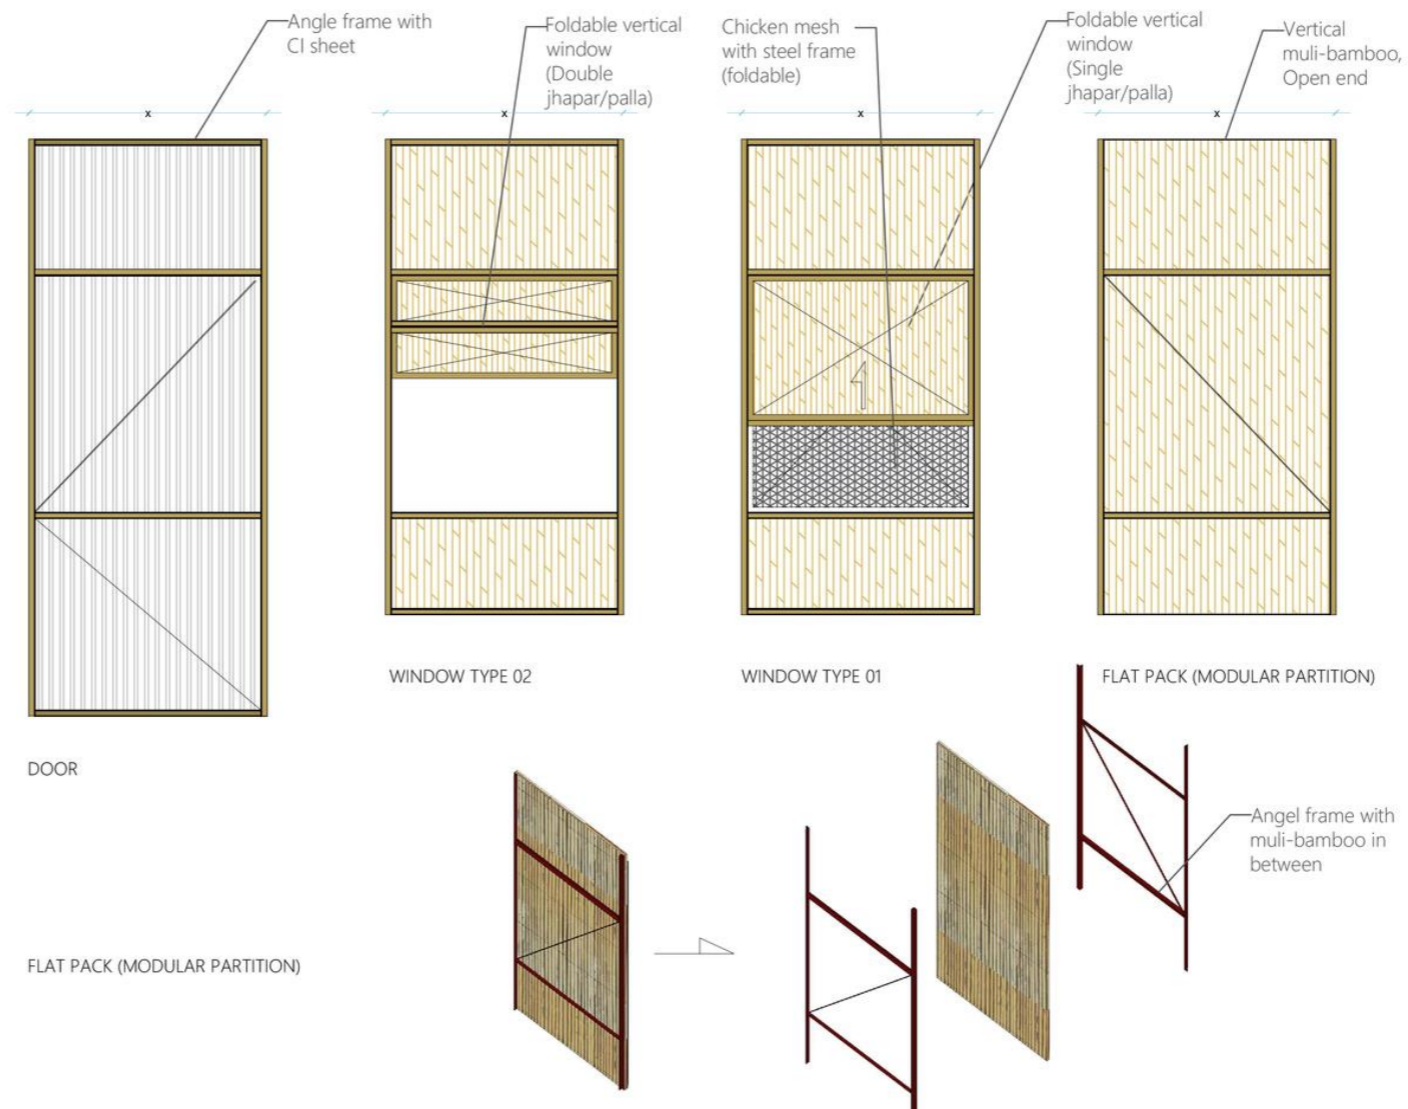 Angle frame with
CI sheet
Foldable vertical
window
(Double
jhapar/palla)
Chicken mesh
with steel frame
(foldable)
Foldable vertical
window
(Single
jhapar/palla)
Vertical
muli-bamboo,
Open end
x
x
x
x
WINDOW TYPE 02
WINDOW TYPE 01
FLAT PACK (MODULAR PARTITION)
DOOR
Angel frame with
muli-bamboo in
between
FLAT PACK (MODULAR PARTITION)